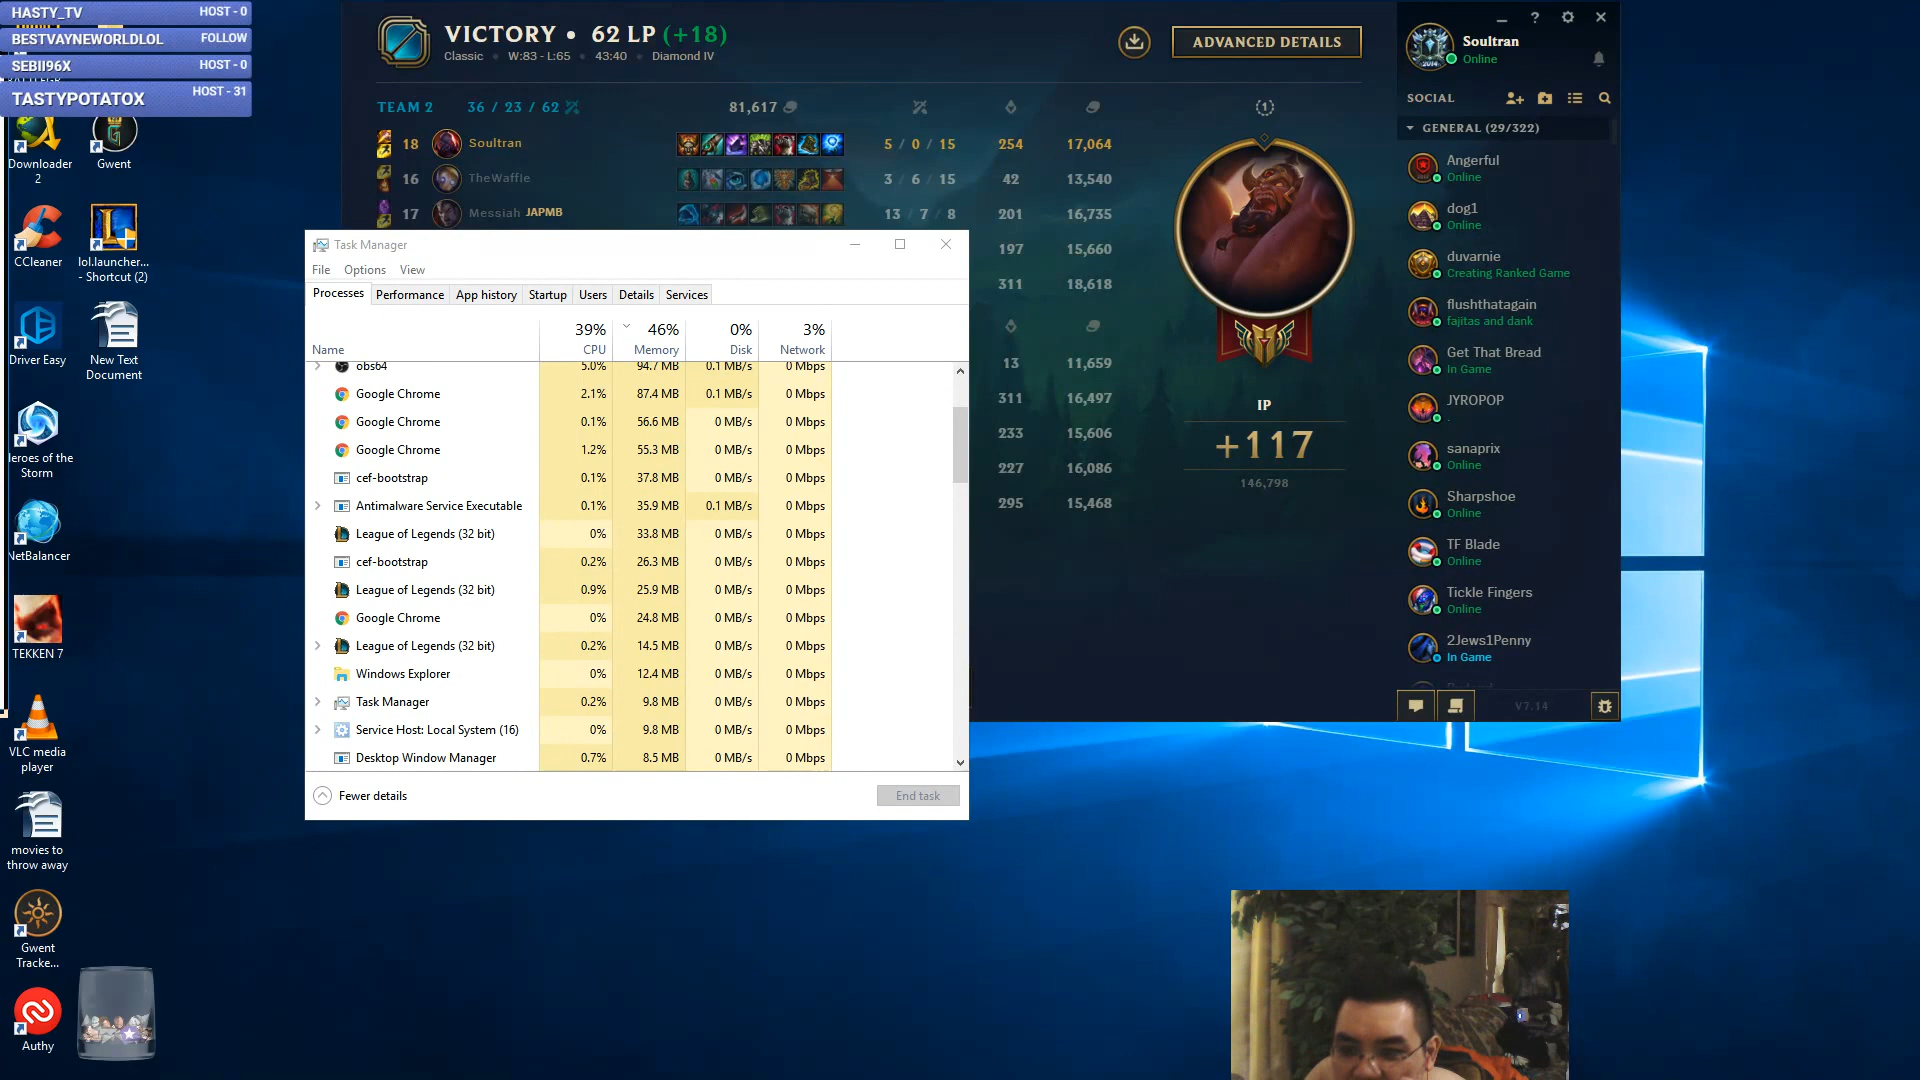 HASTY_TV HOST - 0
BESTVAYNEWORLDLOL FOLLOW
SEBII96X HOST - 0
TASTYPOTATOX HOST - 31
Downloader 2
Gwent
CCleaner
lol.launcher... - Shortcut (2)
Driver Easy
New Text Document
eroes of the Storm
NetBalancer
TEKKEN 7
VLC media player
movies to throw away
Gwent Tracke...
Authy
VICTORY • 62 LP (+18)
Classic • W:83 - L:65 • 43:40 • Diamond IV
ADVANCED DETAILS
TEAM 2 36 / 23 / 62 81,617
18 Soultran 5 / 0 / 15 254 17,064
16 TheWaffle 3 / 6 / 15 42 13,540
17 Messiah JAPMB 13 / 7 / 8 201 16,735
197 15,660
311 18,618
13 11,659
311 16,497
233 15,606
227 16,086
295 15,468
IP
+117
146,798
Task Manager
File Options View
Processes Performance App history Startup Users Details Services
39% 46% 0% 3%
Name CPU Memory Disk Network
obs64 5.0% 94.7 MB 0.1 MB/s 0 Mbps
Google Chrome 2.1% 87.4 MB 0.1 MB/s 0 Mbps
Google Chrome 0.1% 56.6 MB 0 MB/s 0 Mbps
Google Chrome 1.2% 55.3 MB 0 MB/s 0 Mbps
cef-bootstrap 0.1% 37.8 MB 0 MB/s 0 Mbps
Antimalware Service Executable 0.1% 35.9 MB 0.1 MB/s 0 Mbps
League of Legends (32 bit) 0% 33.8 MB 0 MB/s 0 Mbps
cef-bootstrap 0.2% 26.3 MB 0 MB/s 0 Mbps
League of Legends (32 bit) 0.9% 25.9 MB 0 MB/s 0 Mbps
Google Chrome 0% 24.8 MB 0 MB/s 0 Mbps
League of Legends (32 bit) 0.2% 14.5 MB 0 MB/s 0 Mbps
Windows Explorer 0% 12.4 MB 0 MB/s 0 Mbps
Task Manager 0.2% 9.8 MB 0 MB/s 0 Mbps
Service Host: Local System (16) 0% 9.8 MB 0 MB/s 0 Mbps
Desktop Window Manager 0.7% 8.5 MB 0 MB/s 0 Mbps
Fewer details
End task
Soultran
Online
SOCIAL
GENERAL (29/322)
Angerful
Online
dog1
Online
duvarnie
Creating Ranked Game
flushthatagain
fajitas and dank
Get That Bread
In Game
JYROPOP
.
sanaprix
Online
Sharpshoe
Online
TF Blade
Online
Tickle Fingers
Online
2Jews1Penny
In Game
V7.14